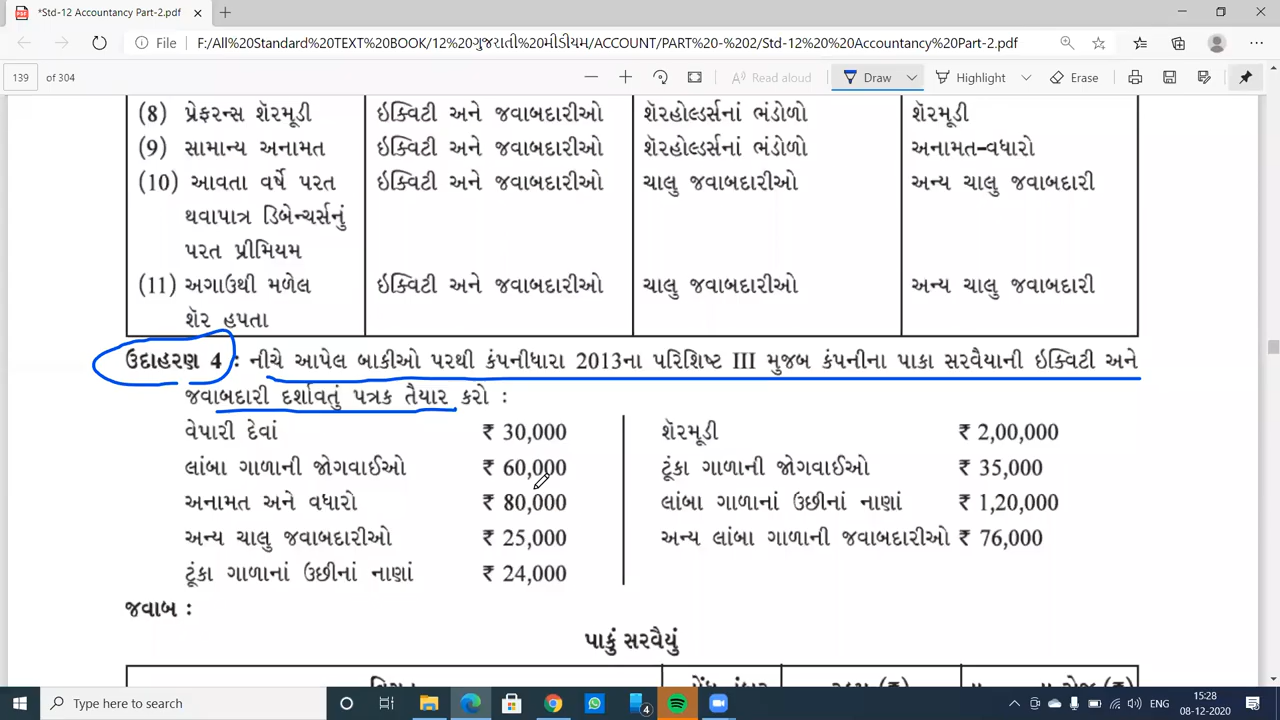 *Std-12 Accountancy Part-2.pdf
File F:/All%20Standard%20TEXT%20BOOK/12%20ગુજરાતી%20મીડીયમ/ACCOUNT/PART%20-%202/Std-12%20%20Accountancy%20Part-2.pdf
139 of 304 Read aloud Draw Highlight Erase
(8) પ્રેફરન્સ શૅરમૂડી ઇક્વિટી અને જવાબદારીઓ શૅરહોલ્ડર્સનાં ભંડોળો શૅરમૂડી
(9) સામાન્ય અનામત ઇક્વિટી અને જવાબદારીઓ શૅરહોલ્ડર્સનાં ભંડોળો અનામત-વધારો
(10) આવતા વર્ષે પરત ઇક્વિટી અને જવાબદારીઓ ચાલુ જવાબદારીઓ અન્ય ચાલુ જવાબદારી
થવાપાત્ર ડિબેન્ચર્સનું
પરત પ્રીમિયમ
(11) અગાઉથી મળેલ ઇક્વિટી અને જવાબદારીઓ ચાલુ જવાબદારીઓ અન્ય ચાલુ જવાબદારી
શૅર હપતા
ઉદાહરણ 4 : નીચે આપેલ બાકીઓ પરથી કંપનીધારા 2013ના પરિશિષ્ટ III મુજબ કંપનીના પાકા સરવૈયાની ઇક્વિટી અને
જવાબદારી દર્શાવતું પત્રક તૈયાર કરો :
વેપારી દેવાં ₹ 30,000 શૅરમૂડી ₹ 2,00,000
લાંબા ગાળાની જોગવાઈઓ ₹ 60,000 ટૂંકા ગાળાની જોગવાઈઓ ₹ 35,000
અનામત અને વધારો ₹ 80,000 લાંબા ગાળાનાં ઉછીનાં નાણાં ₹ 1,20,000
અન્ય ચાલુ જવાબદારીઓ ₹ 25,000 અન્ય લાંબા ગાળાની જવાબદારીઓ ₹ 76,000
ટૂંકા ગાળાનાં ઉછીનાં નાણાં ₹ 24,000
જવાબ :
પાકું સરવૈયું
Type here to search 4 ENG 15:28
08-12-2020